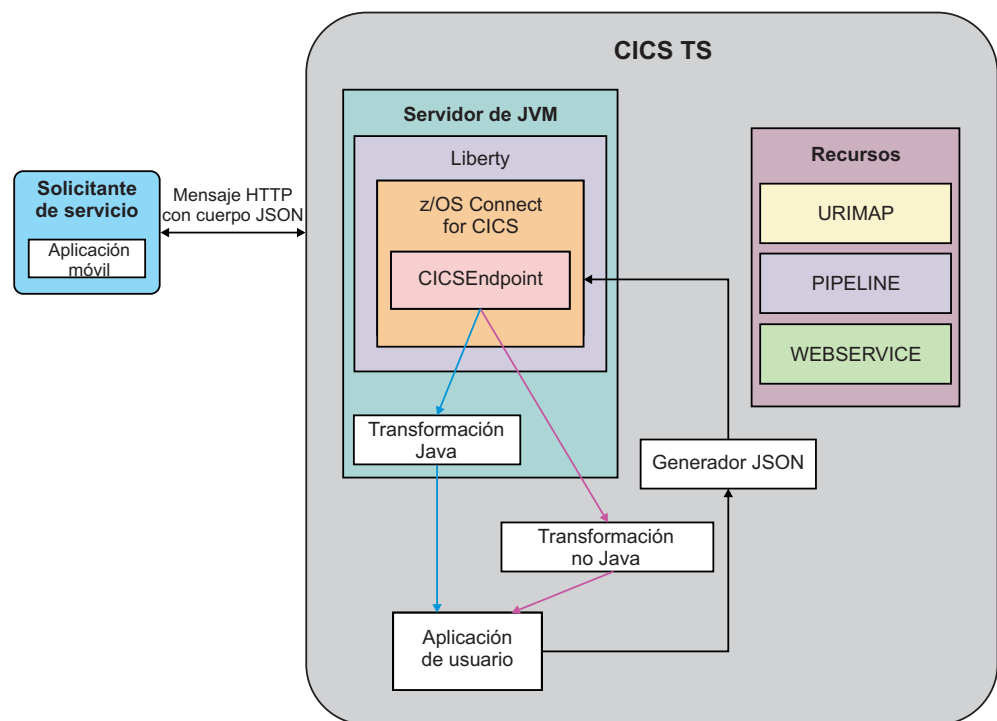 CICS TS
Servidor de JVM
Liberty
z/OS Connect
for CICS
CICSEndpoint
Solicitante
de servicio
Aplicación
móvil
Mensaje HTTP
con cuerpo JSON
Recursos
URIMAP
PIPELINE
WEBSERVICE
Transformación
Java
Generador JSON
Transformación
no Java
Aplicación
de usuario